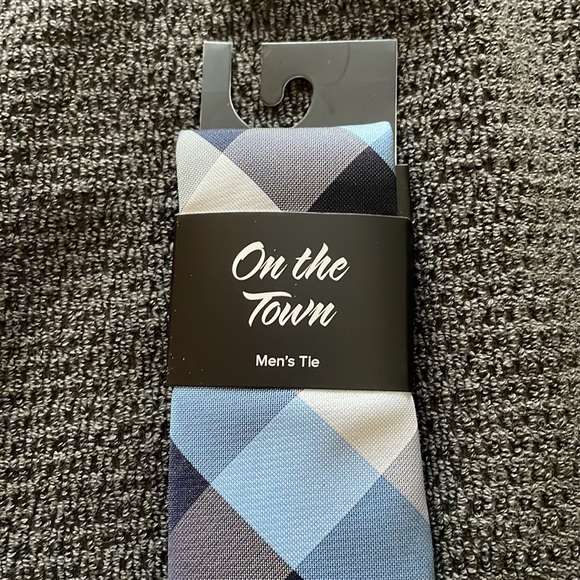 On the
Town
Men's Tie